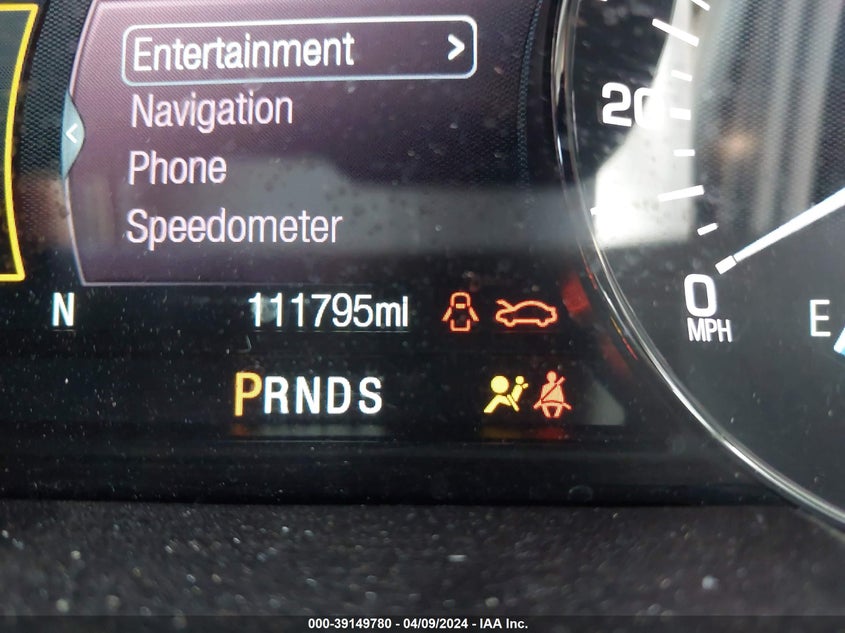 Entertainment >
Navigation
<
Phone
Speedometer
20
N 111795mi
0
MPH
E
PRNDS
000-39149780 - 04/09/2024 - IAA Inc.